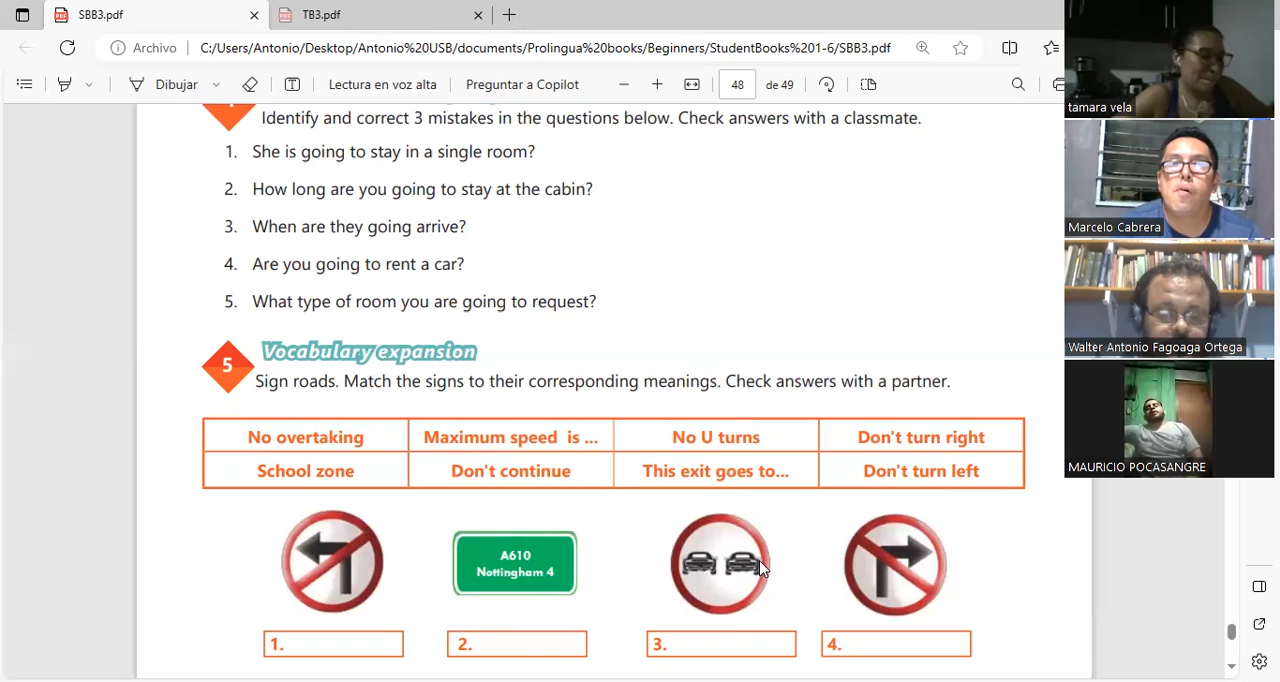 SBB3.pdf
TB3.pdf
Archivo
C:/Users/Antonio/Desktop/Antonio%20USB/documents/Prolingua%20books/Beginners/StudentBooks%201-6/SBB3.pdf
Dibujar
Lectura en voz alta
Preguntar a Copilot
48
de 49
Identify and correct 3 mistakes in the questions below. Check answers with a classmate.
1. She is going to stay in a single room?
2. How long are you going to stay at the cabin?
3. When are they going arrive?
4. Are you going to rent a car?
5. What type of room you are going to request?
5
Vocabulary expansion
Sign roads. Match the signs to their corresponding meanings. Check answers with a partner.
No overtaking
Maximum speed is ...
No U turns
Don't turn right
School zone
Don't continue
This exit goes to...
Don't turn left
A610
Nottingham 4
1.
2.
3.
4.
tamara vela
Marcelo Cabrera
Walter Antonio Fagoaga Ortega
MAURICIO POCASANGRE